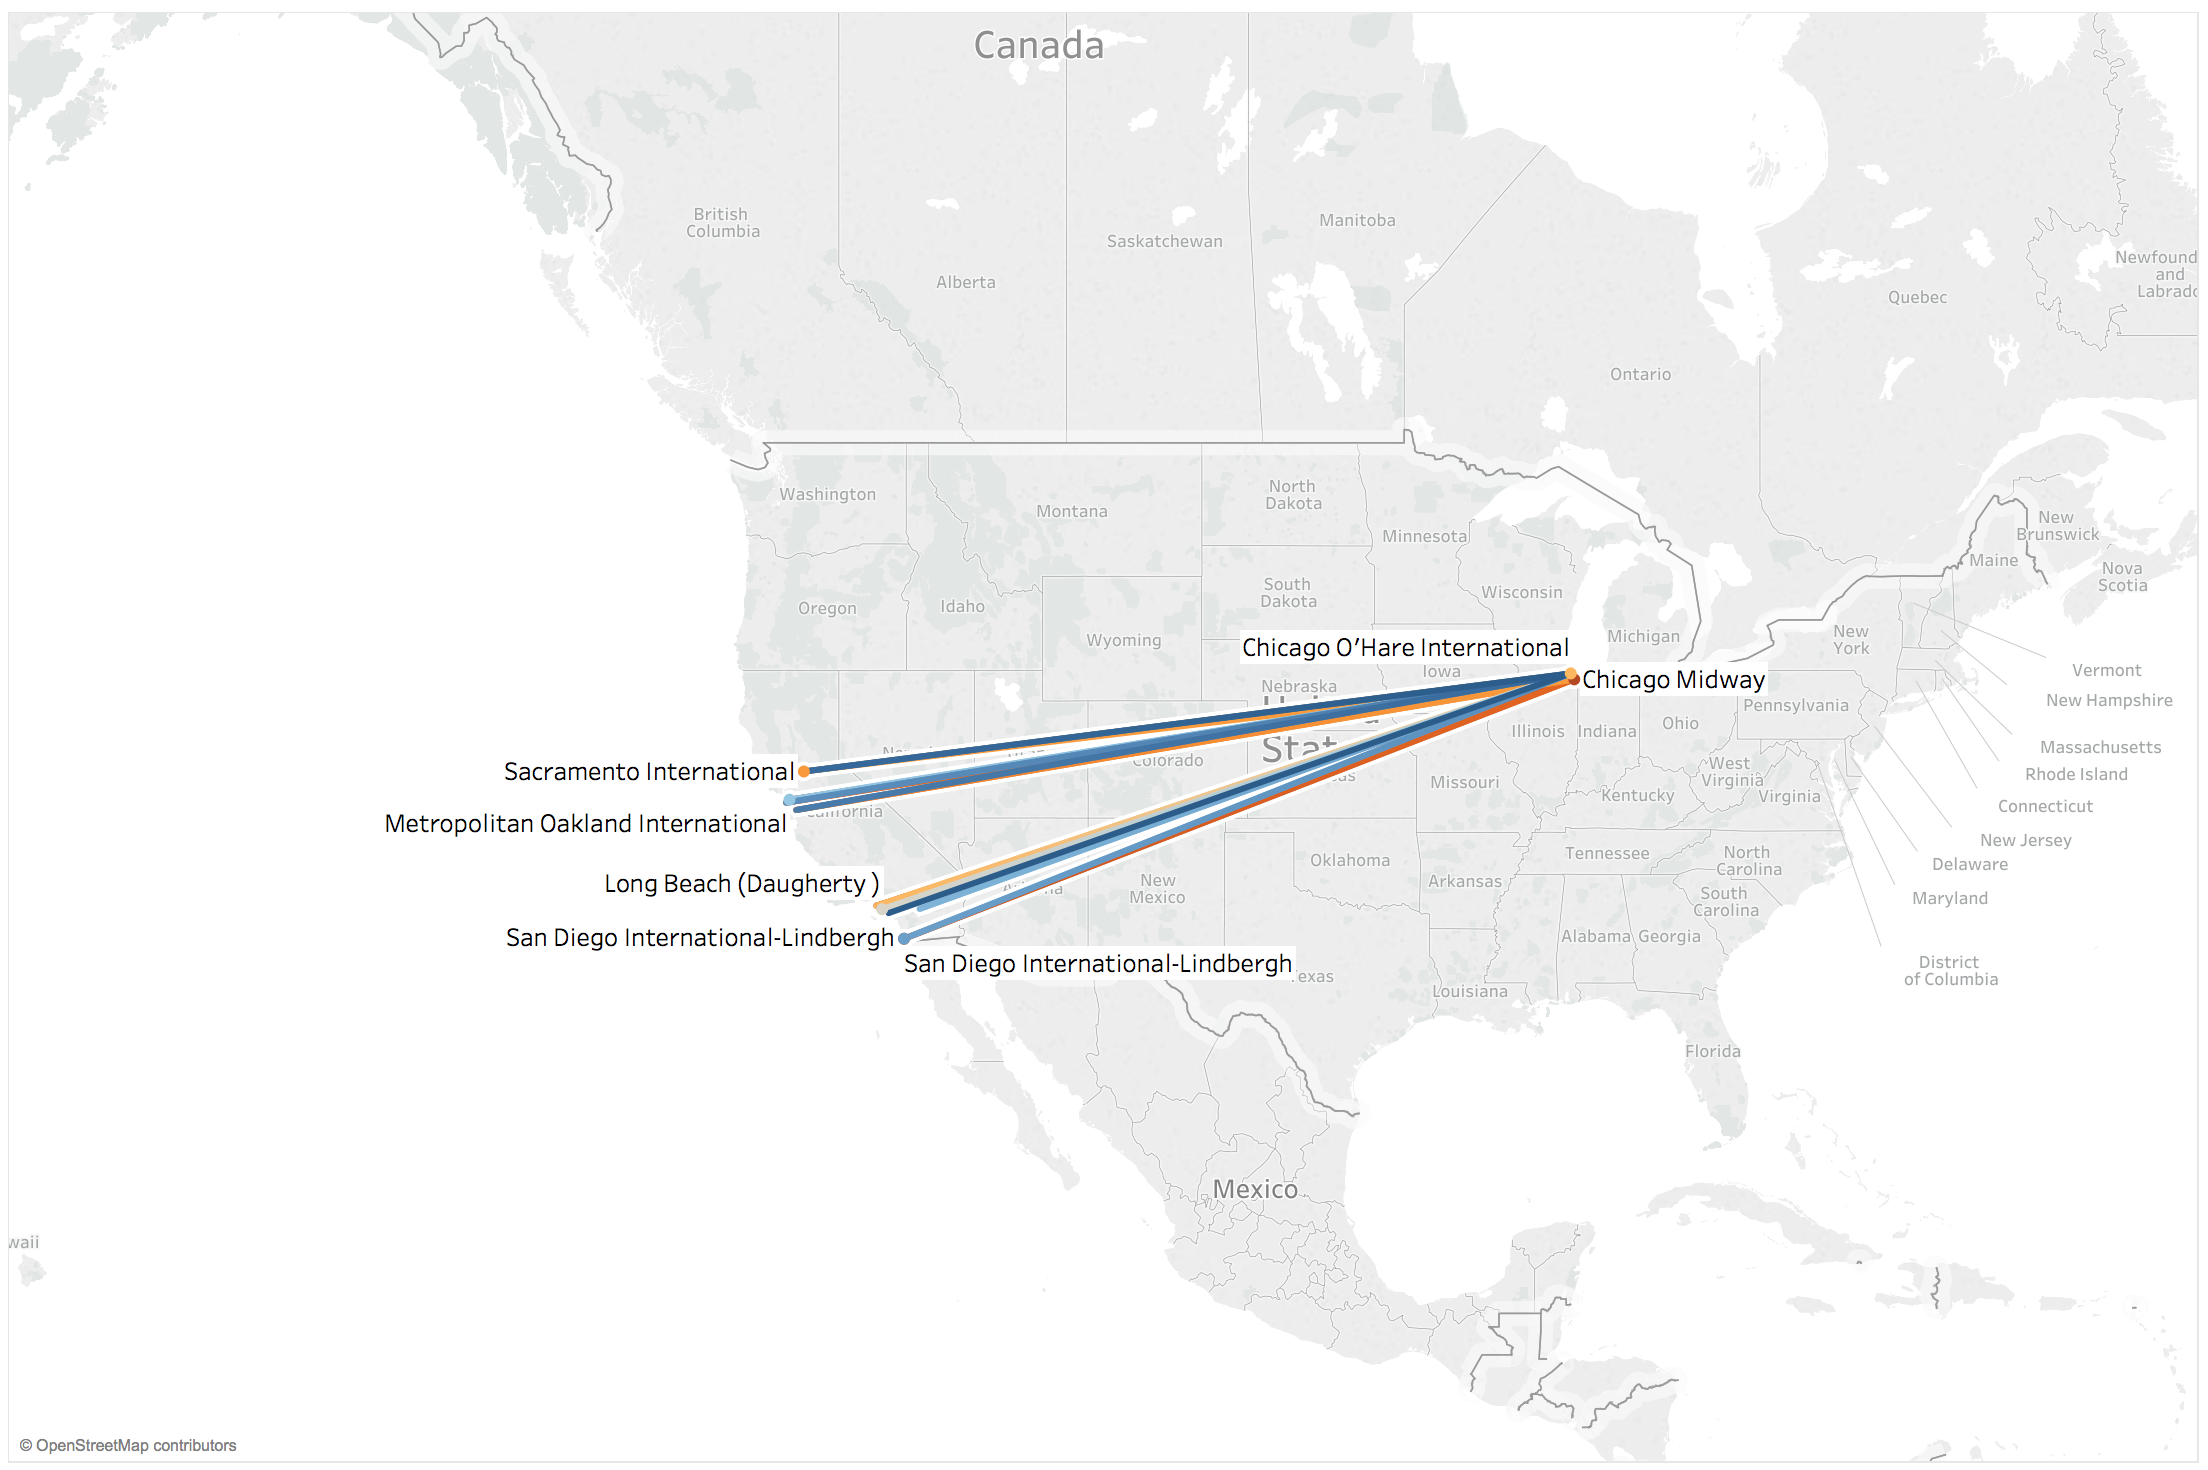 Canada
British
Columbia
Alberta
Saskatchewan
Manitoba
Ontario
Quebec
Newfound
and
Labrado
Washington
Montana
North
Dakota
Minnesota
New
Brunswick
Maine
Nova
Scotia
Oregon
Idaho
Wyoming
South
Dakota
Wisconsin
Michigan
New
York
Vermont
New Hampshire
Massachusetts
Rhode Island
Connecticut
New Jersey
Delaware
Maryland
District
of Columbia
Chicago O'Hare International
Chicago Midway
Iowa
Nebraska
Illinois
Indiana
Ohio
Pennsylvania
Sacramento International
Colorado
Missouri
West
Virginia
Virginia
Kentucky
Metropolitan Oakland International
Long Beach (Daugherty )
New
Mexico
Oklahoma
Arkansas
Tennessee
North
Carolina
South
Carolina
San Diego International-Lindbergh
San Diego International-Lindbergh
exas
Louisiana
Alabama
Georgia
Florida
Mexico
waii
© OpenStreetMap contributors